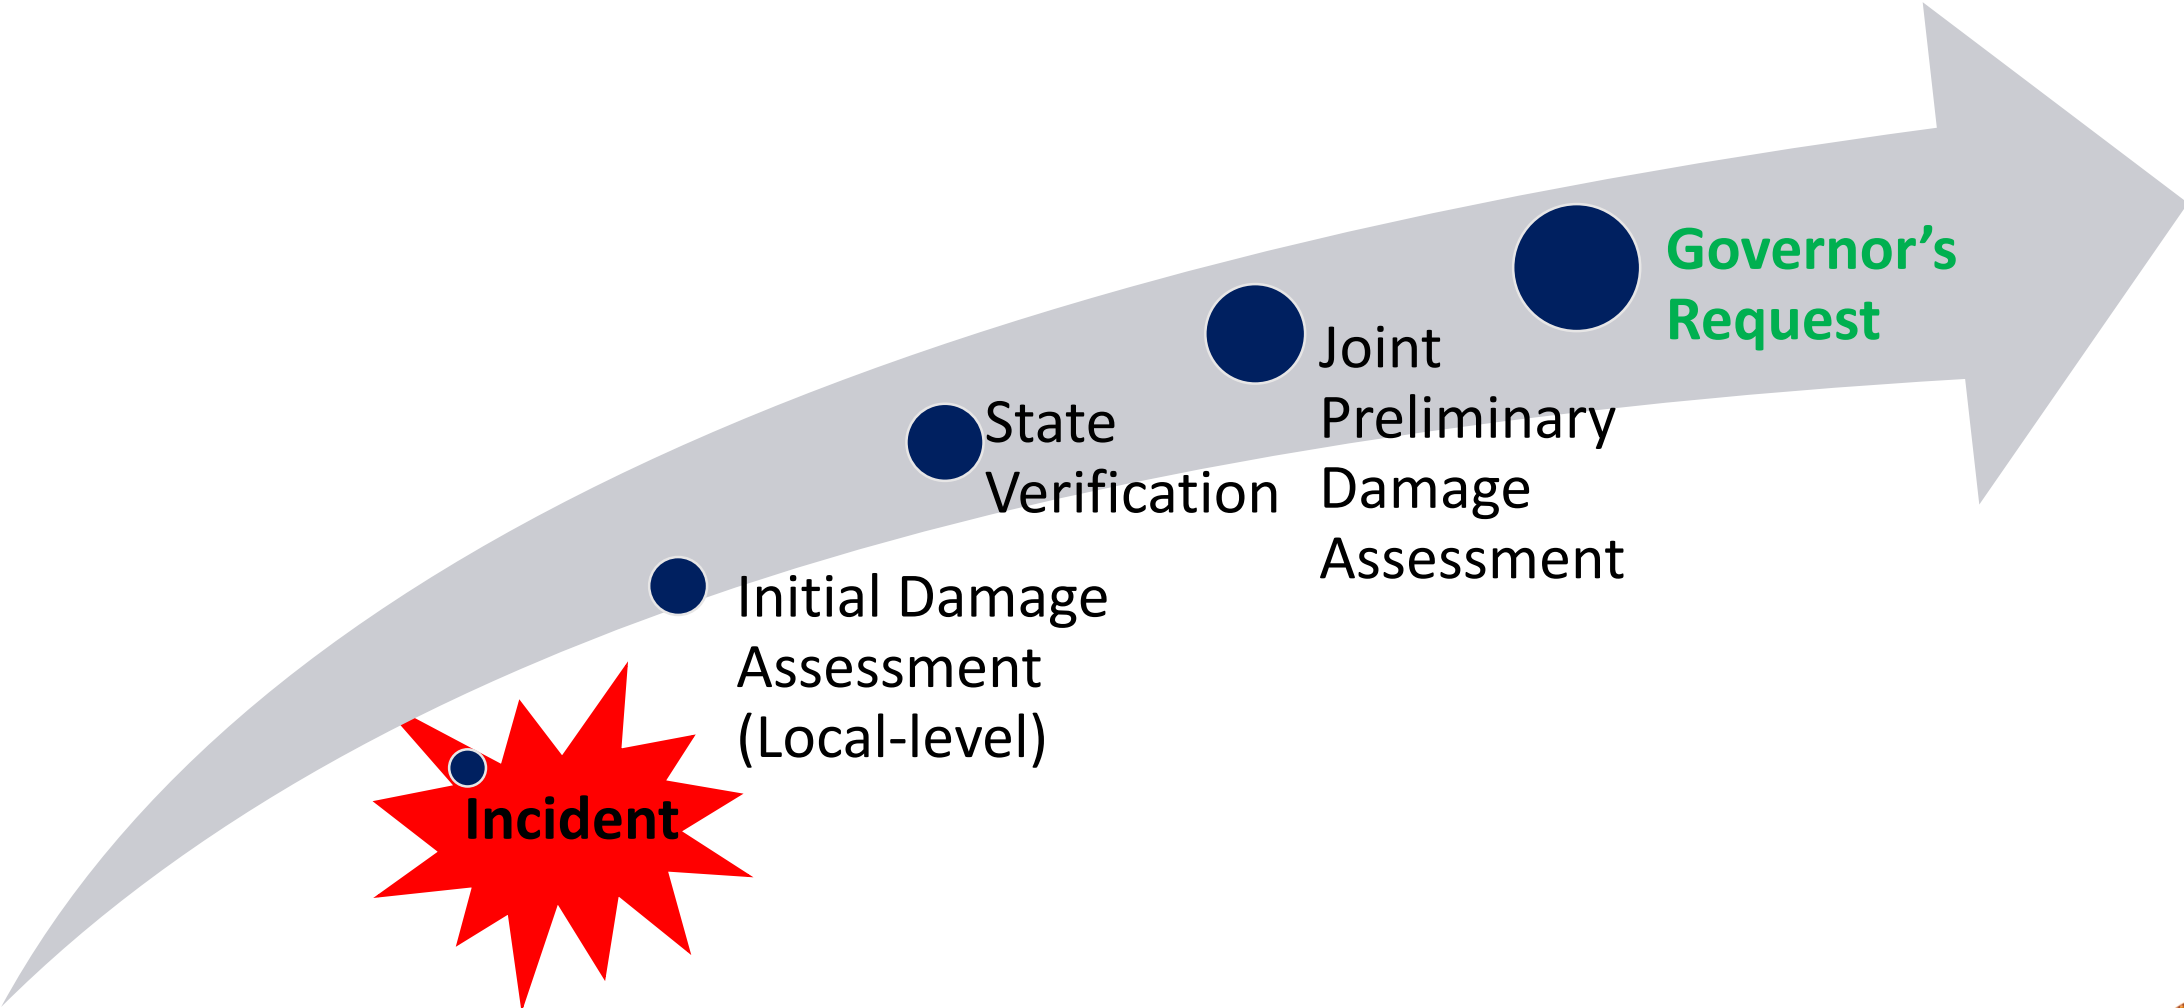 Incident
Initial Damage
Assessment
(Local-level)
State
Verification
Joint
Preliminary
Damage
Assessment
Governor’s
Request